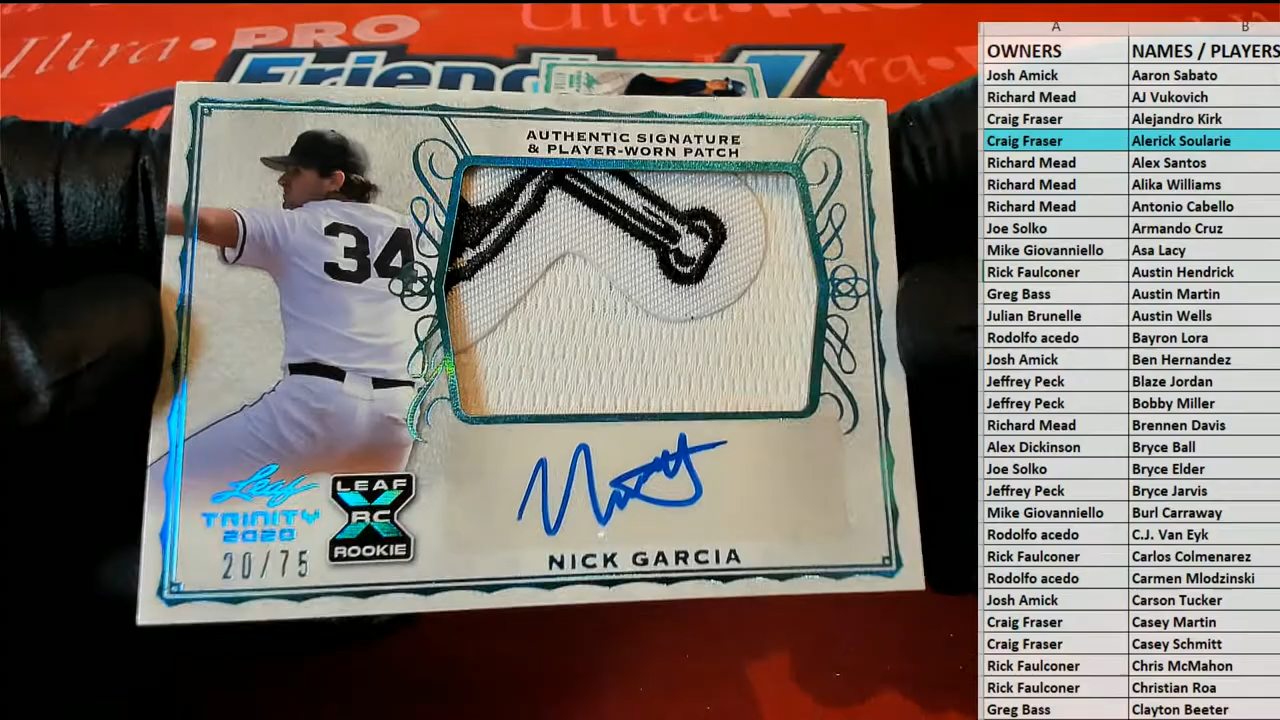 Ultra PRO
Ultra PRO
Friend
AUTHENTIC SIGNATURE
& PLAYER-WORN PATCH
34
Leaf
TRINITY
2020
20/75
LEAF
X
RC
ROOKIE
NICK GARCIA
A B
OWNERS NAMES / PLAYERS
Josh Amick Aaron Sabato
Richard Mead AJ Vukovich
Craig Fraser Alejandro Kirk
Craig Fraser Alerick Soularie
Richard Mead Alex Santos
Richard Mead Alika Williams
Richard Mead Antonio Cabello
Joe Solko Armando Cruz
Mike Giovanniello Asa Lacy
Rick Faulconer Austin Hendrick
Greg Bass Austin Martin
Julian Brunelle Austin Wells
Rodolfo acedo Bayron Lora
Josh Amick Ben Hernandez
Jeffrey Peck Blaze Jordan
Jeffrey Peck Bobby Miller
Richard Mead Brennen Davis
Alex Dickinson Bryce Ball
Joe Solko Bryce Elder
Jeffrey Peck Bryce Jarvis
Mike Giovanniello Burl Carraway
Rodolfo acedo C.J. Van Eyk
Rick Faulconer Carlos Colmenarez
Rodolfo acedo Carmen Mlodzinski
Josh Amick Carson Tucker
Craig Fraser Casey Martin
Craig Fraser Casey Schmitt
Rick Faulconer Chris McMahon
Rick Faulconer Christian Roa
Greg Bass Clayton Beeter